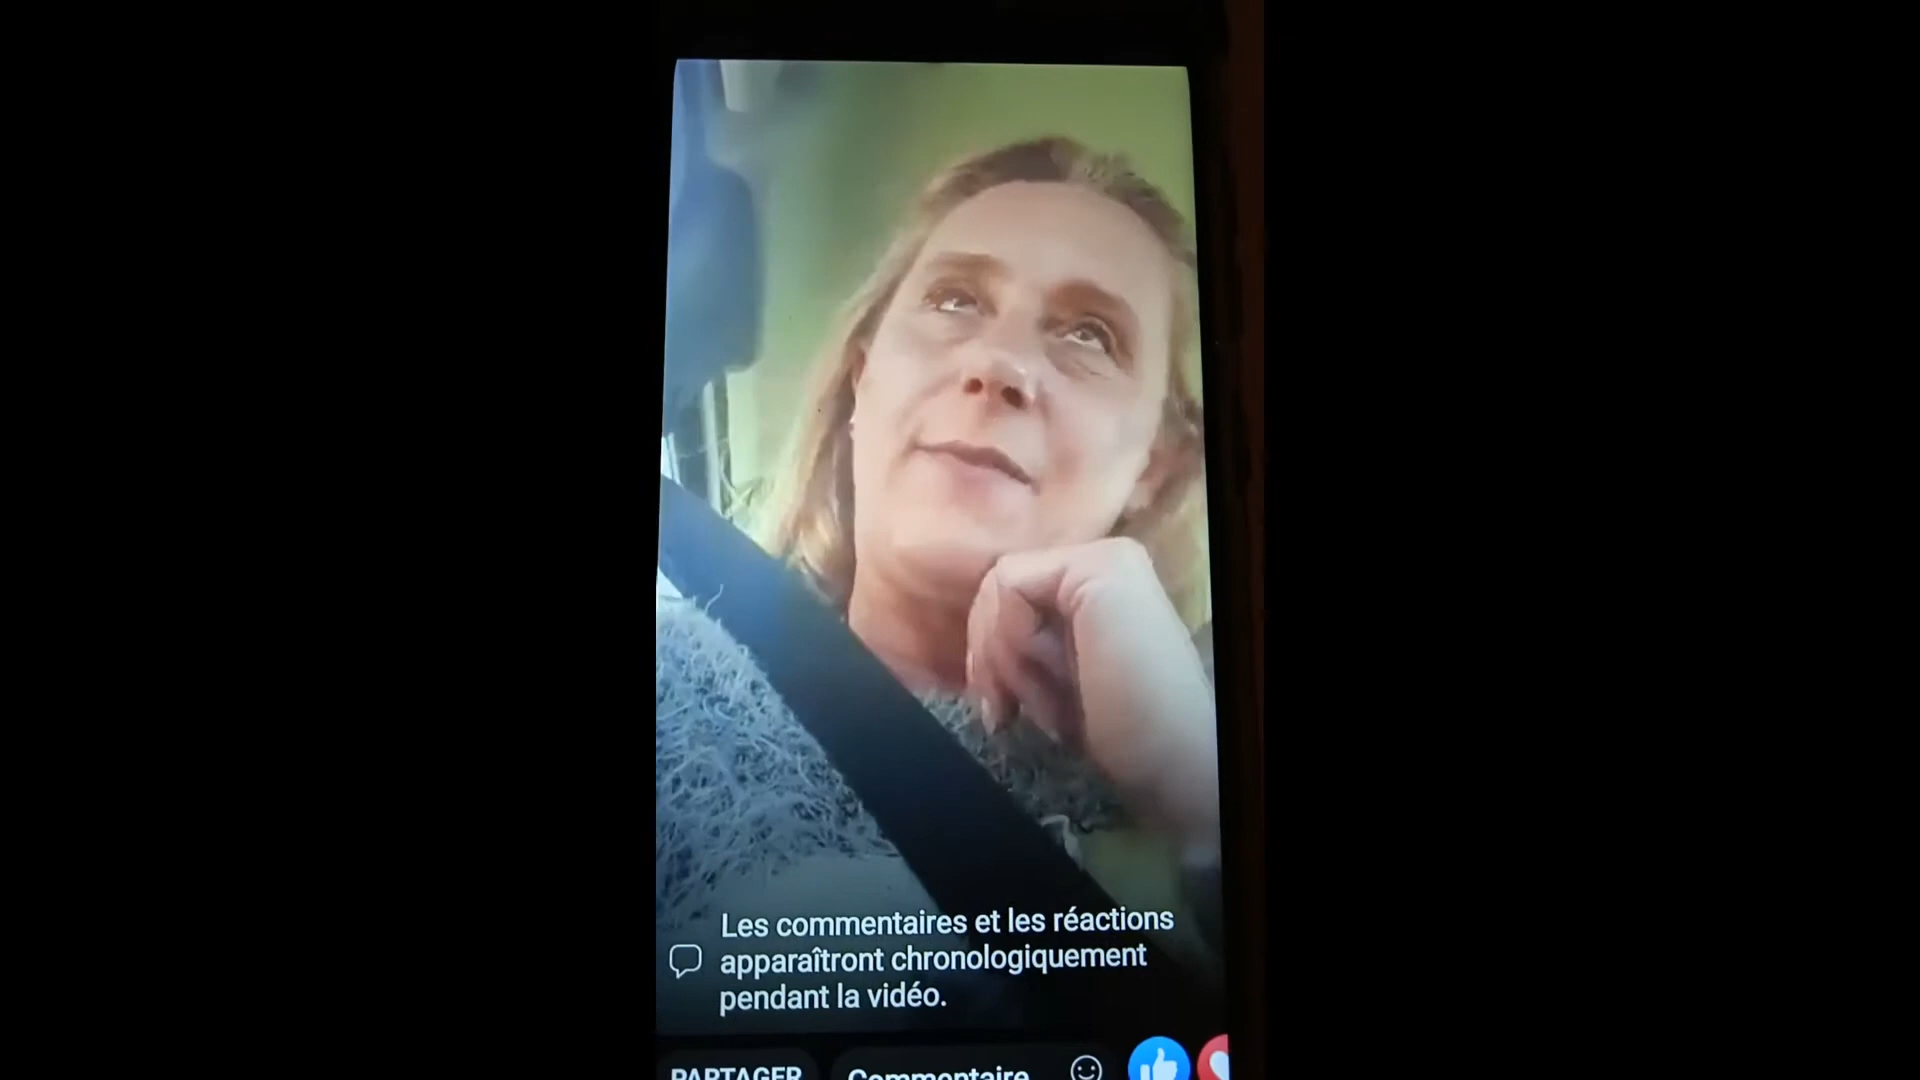 Les commentaires et les réactions
apparaîtront chronologiquement
pendant la vidéo.
PARTAGER
Commentaire